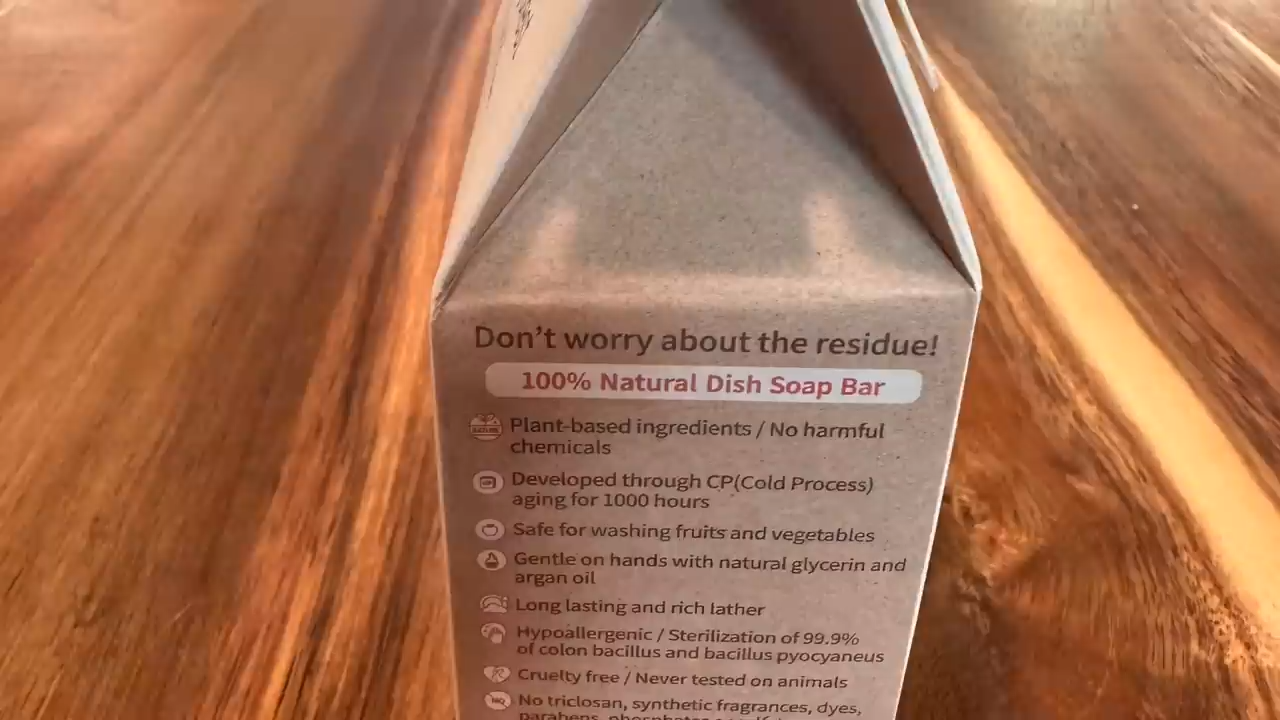 Don't worry about the residue!
100% Natural Dish Soap Bar
Plant-based ingredients / No harmful
chemicals
Developed through CP(Cold Process)
aging for 1000 hours
Safe for washing fruits and vegetables
Gentle on hands with natural glycerin and
argan oil
Long lasting and rich lather
Hypoallergenic / Sterilization of 99.9%
of colon bacillus and bacillus pyocyaneus
Cruelty free / Never tested on animals
No triclosan, synthetic fragrances, dyes,
parabens, phosphates